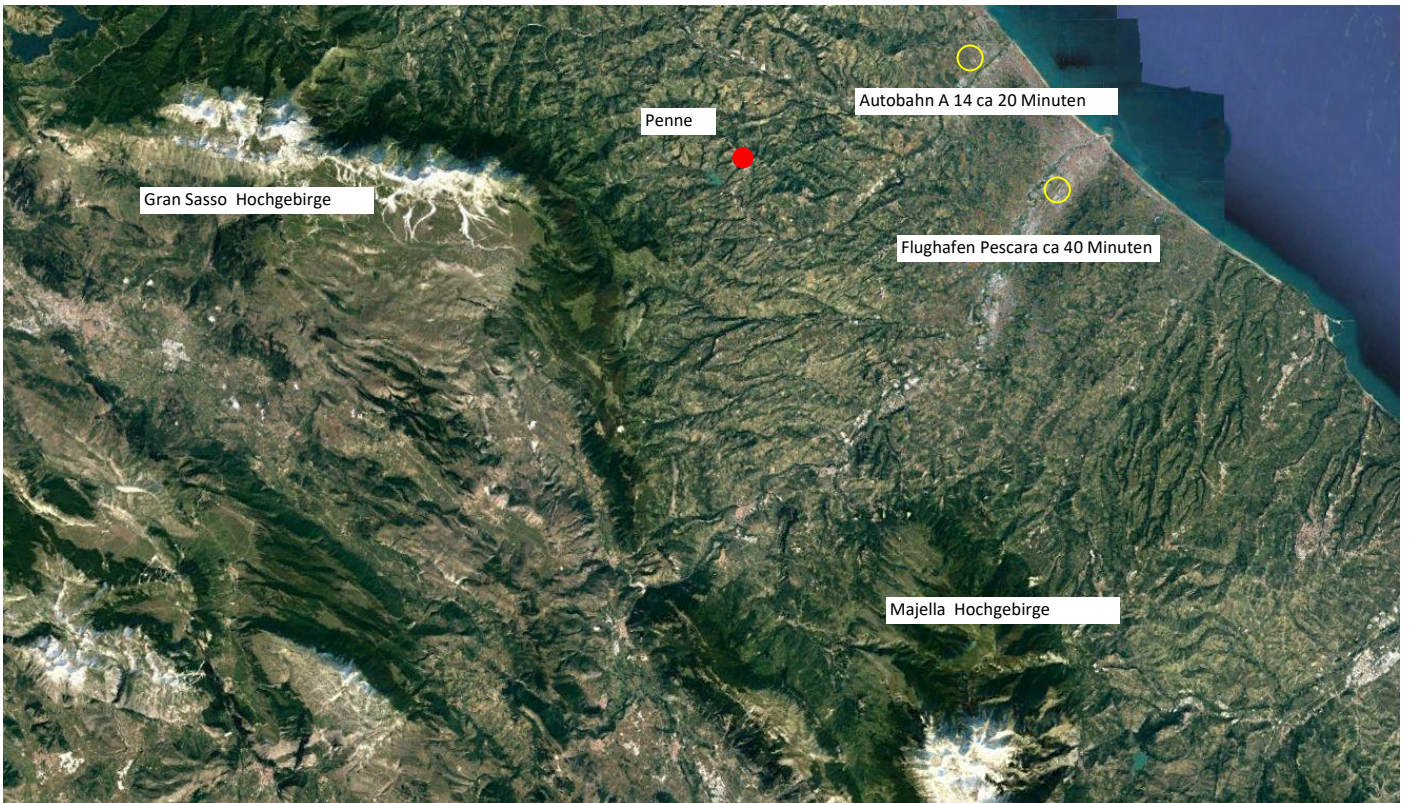 Autobahn A 14 ca 20 Minuten
Penne
Gran Sasso  Hochgebirge
Flughafen Pescara ca 40 Minuten
Majella  Hochgebirge